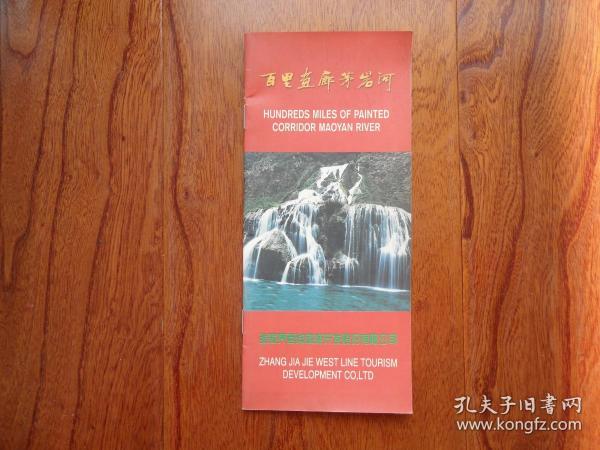 百里画廊茅岩河
HUNDREDS MILES OF PAINTED
CORRIDOR MAOYAN RIVER
ZHANG JIA JIE WEST LINE TOURISM
DEVELOPMENT CO,LTD
孔夫子旧书网
www.kongfz.com